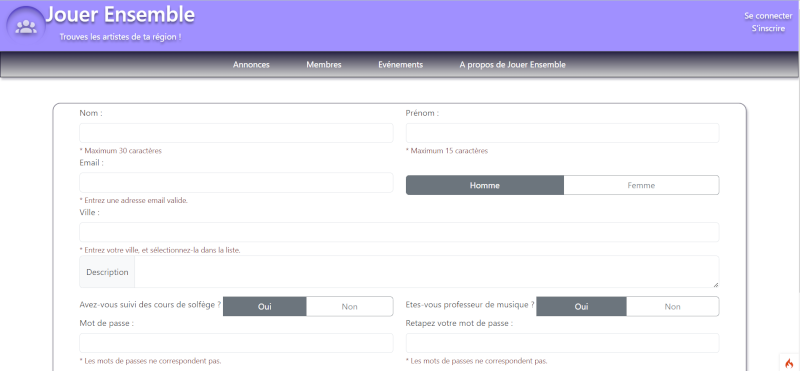 Jouer Ensemble
Trouves les artistes de ta région !
Se connecter
S'inscrire
Annonces Membres Evénements A propos de Jouer Ensemble
Nom : Prénom :
* Maximum 30 caractères * Maximum 15 caractères
Email :
Homme Femme
* Entrez une adresse email valide.
Ville :
* Entrez votre ville, et sélectionnez-la dans la liste.
Description
Avez-vous suivi des cours de solfége ? Oui Non Etes-vous professeur de musique ? Oui Non
Mot de passe : Retapez votre mot de passe :
* Les mots de passes ne correspondent pas. * Les mots de passes ne correspondent pas.